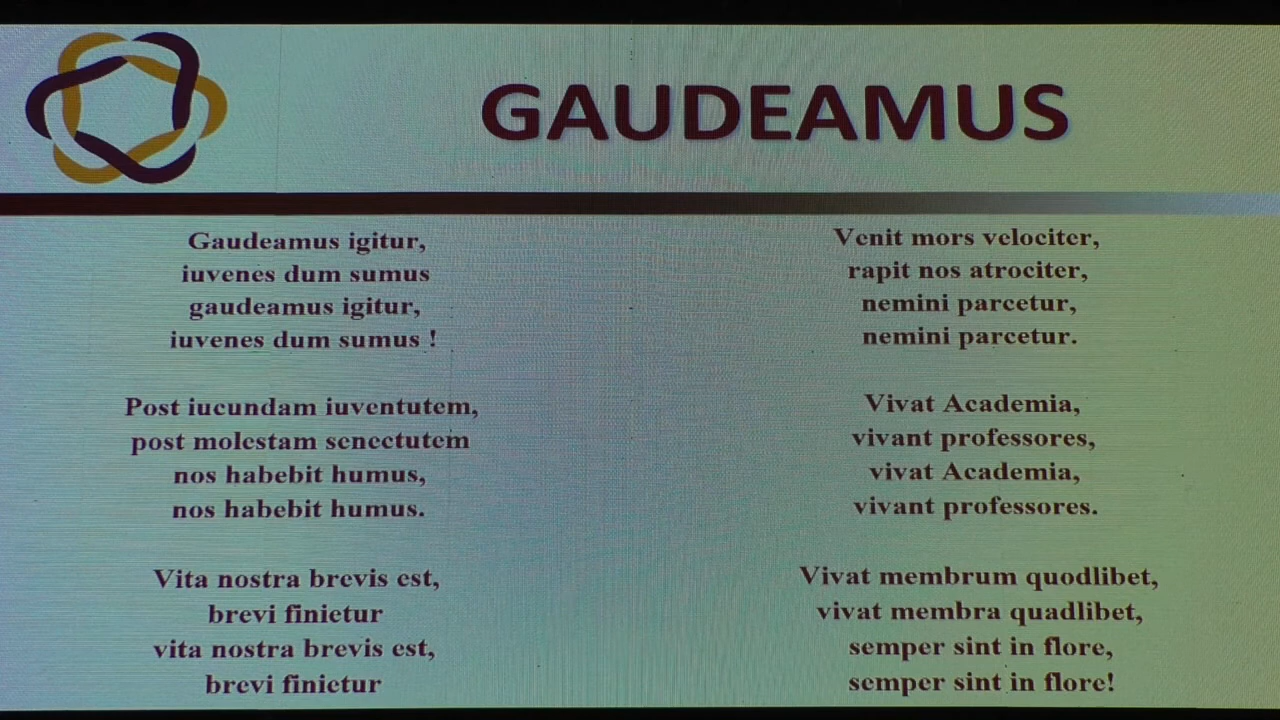 GAUDEAMUS
Gaudeamus igitur,
iuvenes dum sumus
gaudeamus igitur,
iuvenes dum sumus !
Post iucundam iuventutem,
post molestam senectutem
nos habebit humus,
nos habebit humus.
Vita nostra brevis est,
brevi finietur
vita nostra brevis est,
brevi finietur
Venit mors velociter,
rapit nos atrociter,
nemini parcetur,
nemini parcetur.
Vivat Academia,
vivant professores,
vivat Academia,
vivant professores.
Vivat membrum quodlibet,
vivat membra quadlibet,
semper sint in flore,
semper sint in flore!